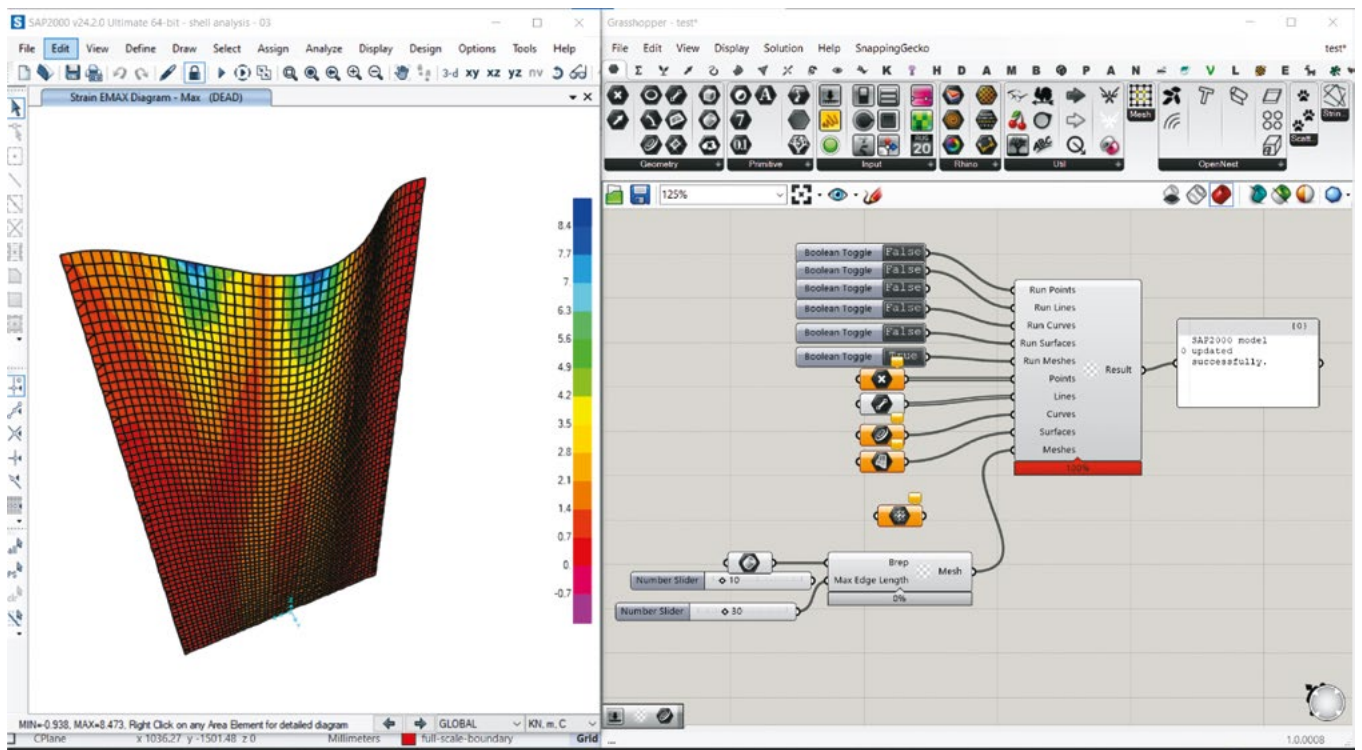 SAP2000 v24.2.0 Ultimate 64-bit - shell analysis - 03
File Edit View Define Draw Select Assign Analyze Display Design Options Tools Help
3-d xy xz yz nv
Strain EMAX Diagram - Max (DEAD)
8.4
7.7
7
6.3
5.6
4.9
4.2
3.5
2.8
2.1
1.4
0.7
0
-0.7
all
PS
clr
MIN=-0.938, MAX=8.473, Right Click on any Area Element for detailed diagram
GLOBAL
KN, m, C
CPlane x 1036.27 y -1501.48 z 0 Millimeters full-scale-boundary Grid
Grasshopper - test*
File Edit View Display Solution Help SnappingGecko test*
K H D A M B P A N V L E
Geometry
Primitive
Input
Rhino
Util
Mesh
OpenNest
Scatt...
Strin...
125%
Boolean Toggle False
Boolean Toggle False
Boolean Toggle False
Boolean Toggle False
Boolean Toggle False
Boolean Toggle True
Run Points
Run Lines
Run Curves
Run Surfaces
Run Meshes
Points
Lines
Curves
Surfaces
Meshes
Result
100%
{0}
0 SAP2000 model
updated
successfully.
Number Slider 10
Number Slider 30
Brep
Max Edge Length
Mesh
0%
...
1.0.0008